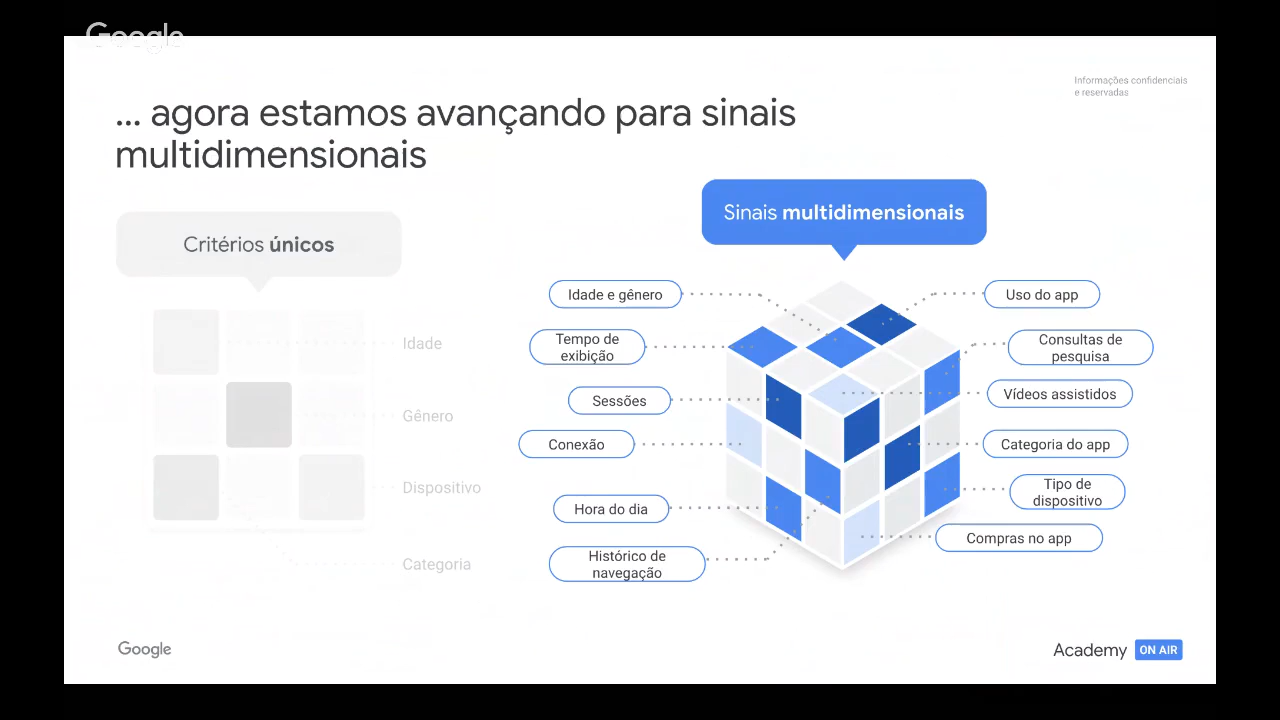 Google
Informações confidenciais
e reservadas
... agora estamos avançando para sinais
multidimensionais
Critérios únicos
Idade
Gênero
Dispositivo
Categoria
Sinais multidimensionais
Idade e gênero
Tempo de
exibição
Sessões
Conexão
Hora do dia
Histórico de
navegação
Uso do app
Consultas de
pesquisa
Vídeos assistidos
Categoria do app
Tipo de
dispositivo
Compras no app
Google
Academy ON AIR